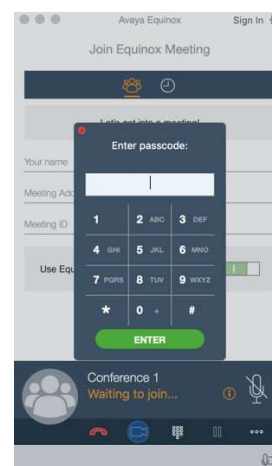 Avaya Equinox
Sign In
Join Equinox Meeting
Let's get into a meeting!
Enter passcode:
Your name
Meeting ID
1 2 ABC 3 DEF
4 GHI 5 JKL 6 MNO
7 PQRS 8 TUV 9 WXYZ
* 0 + #
ENTER
Use Equ
Conference 1
Waiting to join...